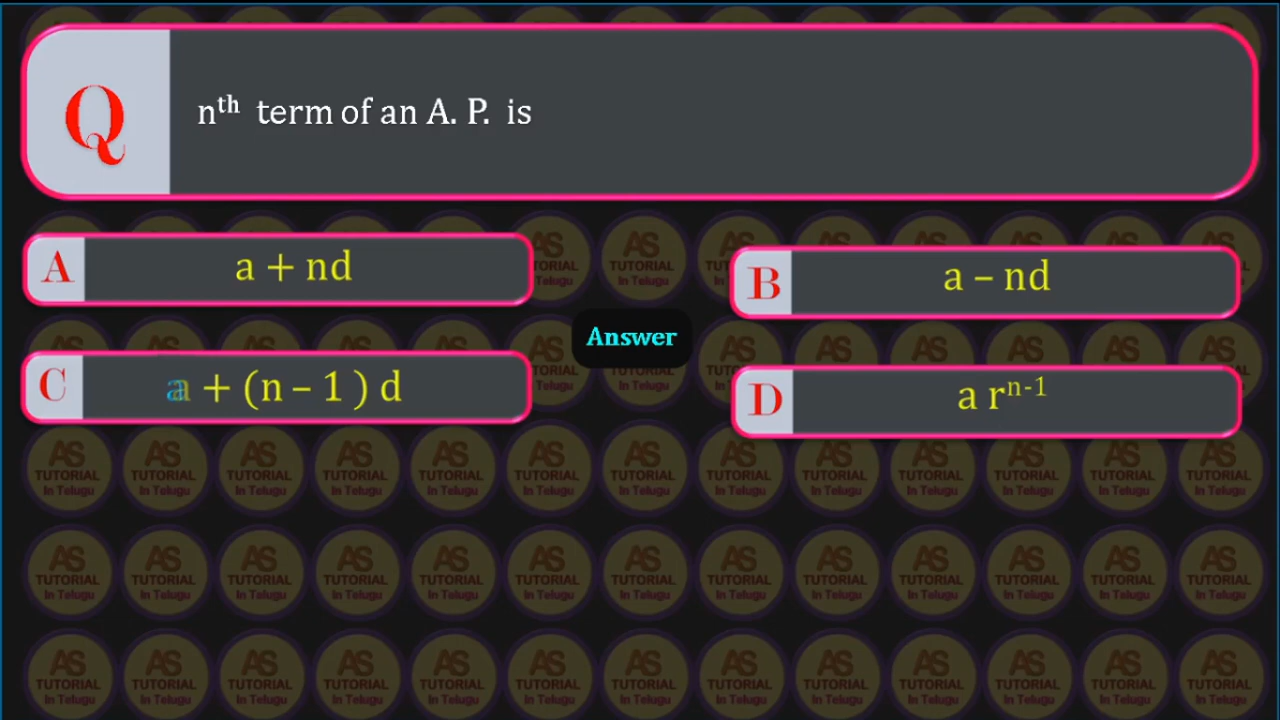 Q
nᵗʰ term of an A. P. is
A
a + nd
B
a – nd
Answer
C
a + (n – 1 ) d
D
a rⁿ⁻¹
AS
TUTORIAL
In Telugu